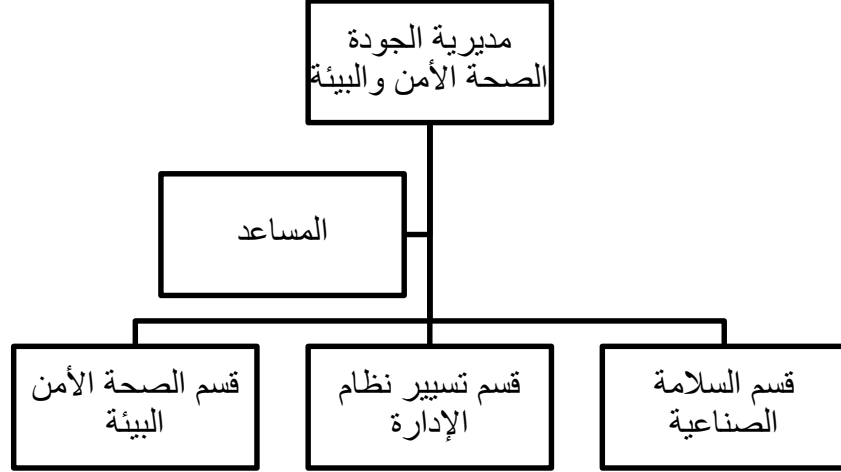 مديرية الجودة
الصحة الأمن والبيئة
المساعد
قسم السلامة
الصناعية
قسم تسيير نظام
الإدارة
قسم الصحة الأمن
البيئة